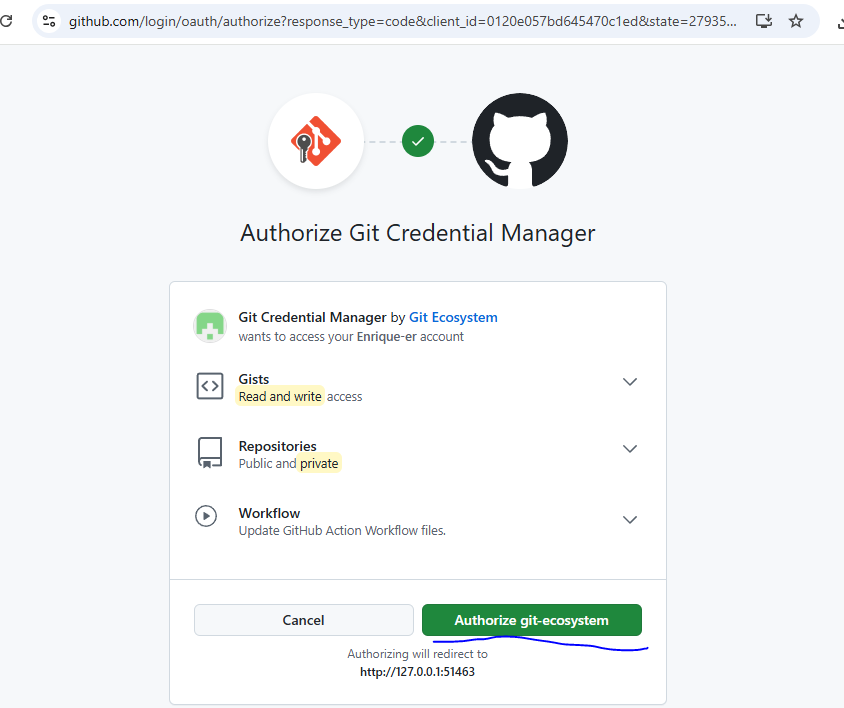 github.com/login/oauth/authorize?response_type=code&client_id=0120e057bd645470c1ed&state=27935...
Authorize Git Credential Manager
Git Credential Manager by Git Ecosystem
wants to access your Enrique-er account
Gists
Read and write access
Repositories
Public and private
Workflow
Update GitHub Action Workflow files.
Cancel
Authorize git-ecosystem
Authorizing will redirect to
http://127.0.0.1:51463